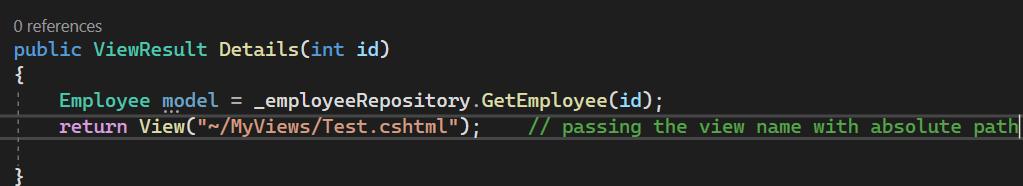 0 references
public ViewResult Details(int id)
{
Employee model = _employeeRepository.GetEmployee(id);
return View("~/MyViews/Test.cshtml");    // passing the view name with absolute path
}